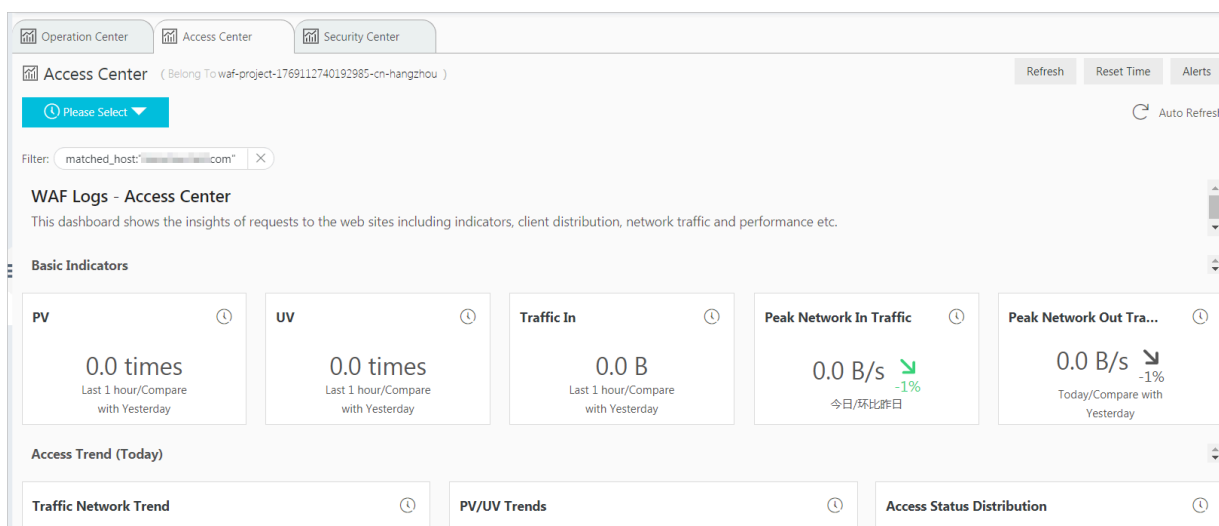 Operation Center
Access Center
Security Center
Access Center ( Belong To waf-project-1769112740192985-cn-hangzhou )
Refresh
Reset Time
Alerts
Please Select
Auto Refresh
Filter: matched_host:" com"
WAF Logs - Access Center
This dashboard shows the insights of requests to the web sites including indicators, client distribution, network traffic and performance etc.
Basic Indicators
PV
0.0 times
Last 1 hour/Compare
with Yesterday
UV
0.0 times
Last 1 hour/Compare
with Yesterday
Traffic In
0.0 B
Last 1 hour/Compare
with Yesterday
Peak Network In Traffic
0.0 B/s
-1%
今日/环比昨日
Peak Network Out Tra...
0.0 B/s
-1%
Today/Compare with
Yesterday
Access Trend (Today)
Traffic Network Trend
PV/UV Trends
Access Status Distribution